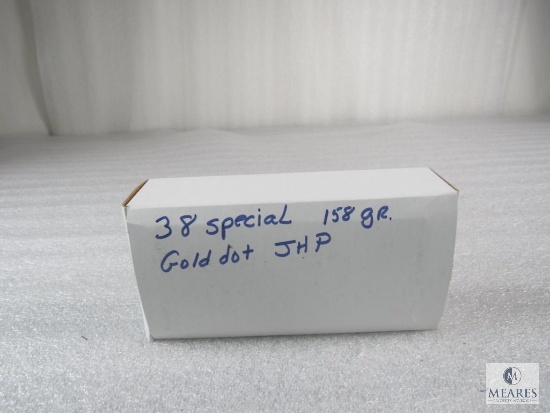 38 special 158 gr.
Gold dot JHP
M
MEARES